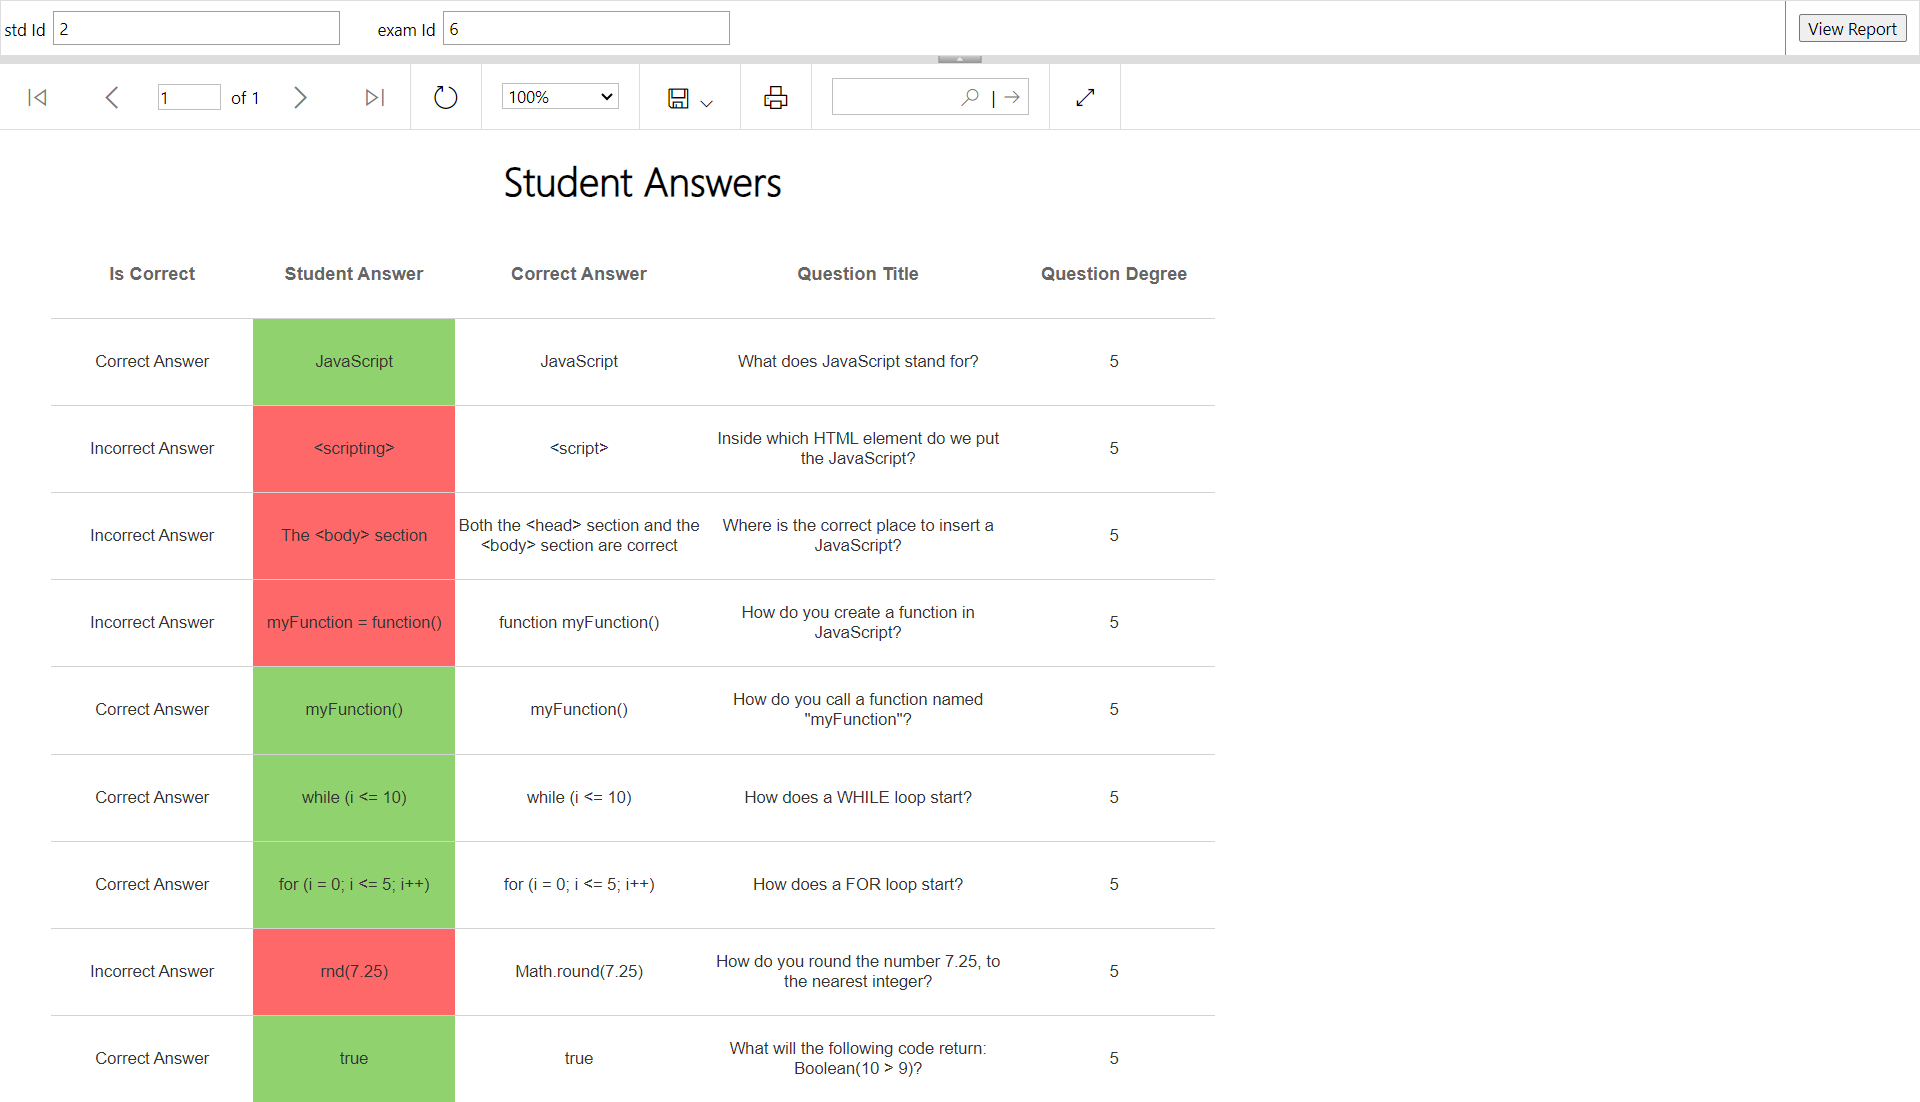 std Id 2 exam Id 6 View Report
1 of 1 100% |
Student Answers
Is Correct Student Answer Correct Answer Question Title Question Degree
Correct Answer JavaScript JavaScript What does JavaScript stand for? 5
Incorrect Answer <scripting> <script> Inside which HTML element do we put
the JavaScript? 5
Incorrect Answer The <body> section Both the <head> section and the
<body> section are correct Where is the correct place to insert a
JavaScript? 5
Incorrect Answer myFunction = function() function myFunction() How do you create a function in
JavaScript? 5
Correct Answer myFunction() myFunction() How do you call a function named
"myFunction"? 5
Correct Answer while (i <= 10) while (i <= 10) How does a WHILE loop start? 5
Correct Answer for (i = 0; i <= 5; i++) for (i = 0; i <= 5; i++) How does a FOR loop start? 5
Incorrect Answer rnd(7.25) Math.round(7.25) How do you round the number 7.25, to
the nearest integer? 5
Correct Answer true true What will the following code return:
Boolean(10 > 9)? 5